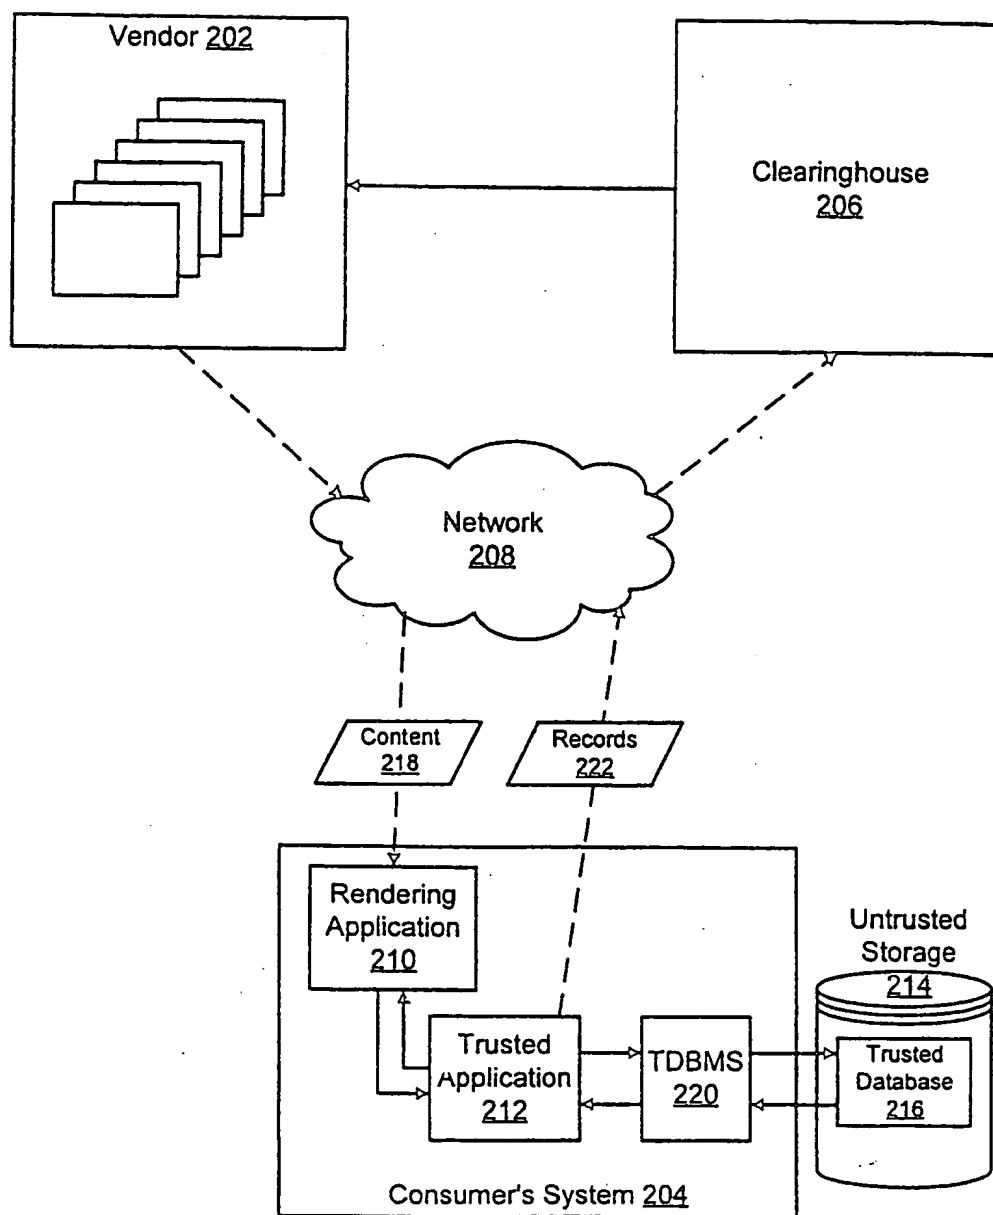 Vendor 202
Clearinghouse
206
Network
208
Content
218
Records
222
Rendering
Application
210
Untrusted
Storage
214
Trusted
Application
212
TDBMS
220
Trusted
Database
216
Consumer's System 204